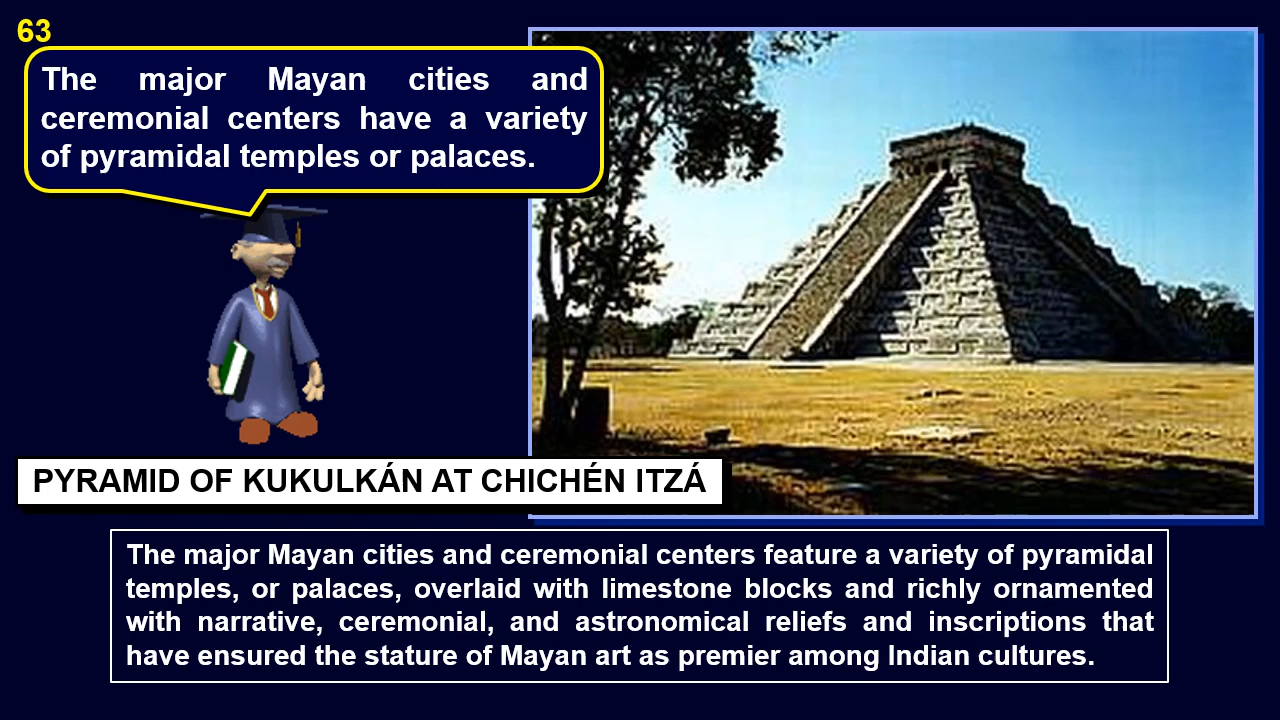 63
The major Mayan cities and
ceremonial centers have a variety
of pyramidal temples or palaces.
PYRAMID OF KUKULKÁN AT CHICHÉN ITZÁ
The major Mayan cities and ceremonial centers feature a variety of pyramidal
temples, or palaces, overlaid with limestone blocks and richly ornamented
with narrative, ceremonial, and astronomical reliefs and inscriptions that
have ensured the stature of Mayan art as premier among Indian cultures.